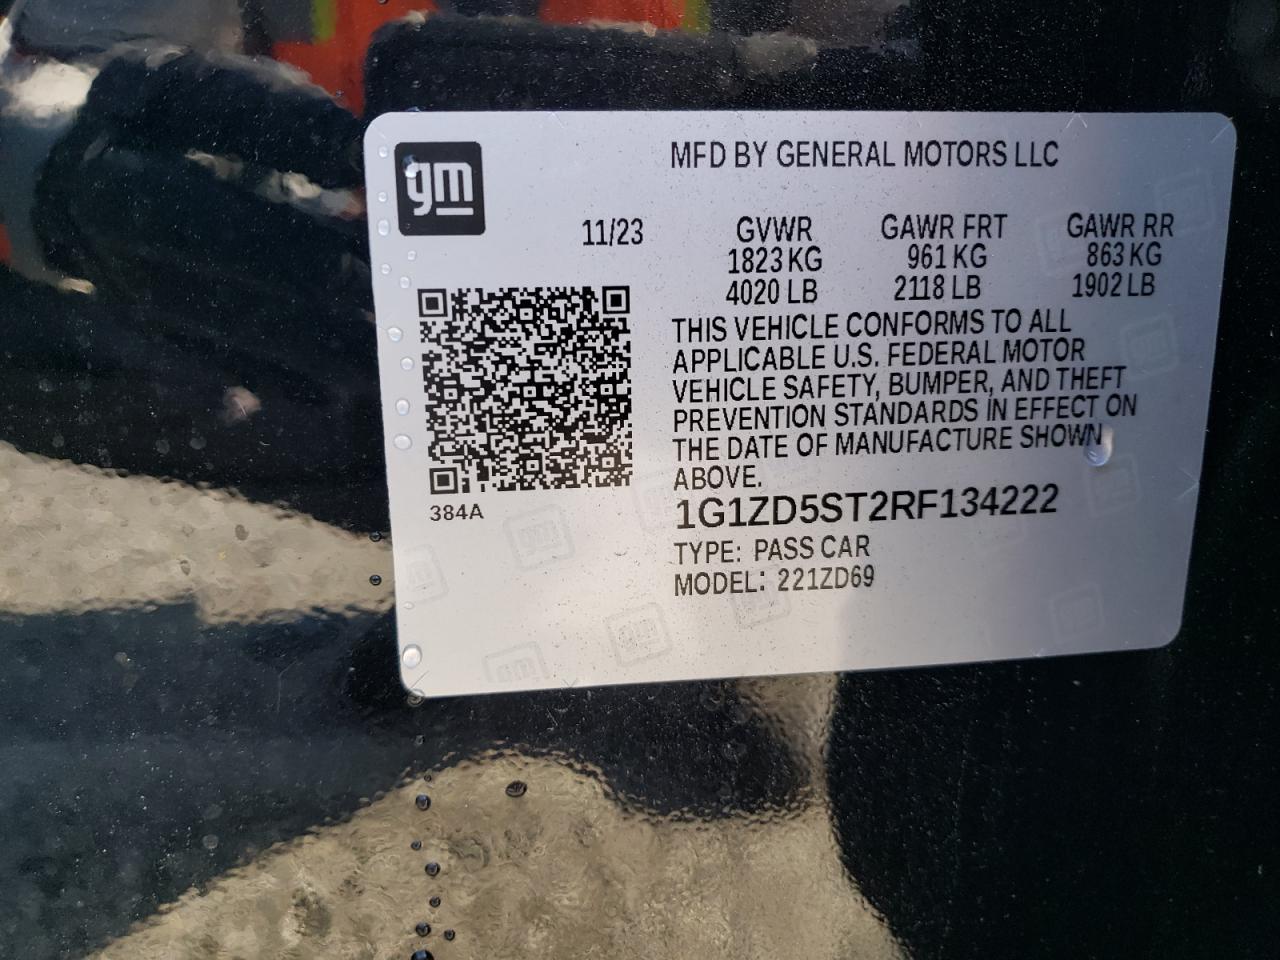 gm
MFD BY GENERAL MOTORS LLC
11/23 GVWR GAWR FRT GAWR RR
1823 KG 961 KG 863 KG
4020 LB 2118 LB 1902 LB
THIS VEHICLE CONFORMS TO ALL
APPLICABLE U.S. FEDERAL MOTOR
VEHICLE SAFETY, BUMPER, AND THEFT
PREVENTION STANDARDS IN EFFECT ON
THE DATE OF MANUFACTURE SHOWN
ABOVE.
384A
1G1ZD5ST2RF134222
TYPE: PASS CAR
MODEL: 221ZD69